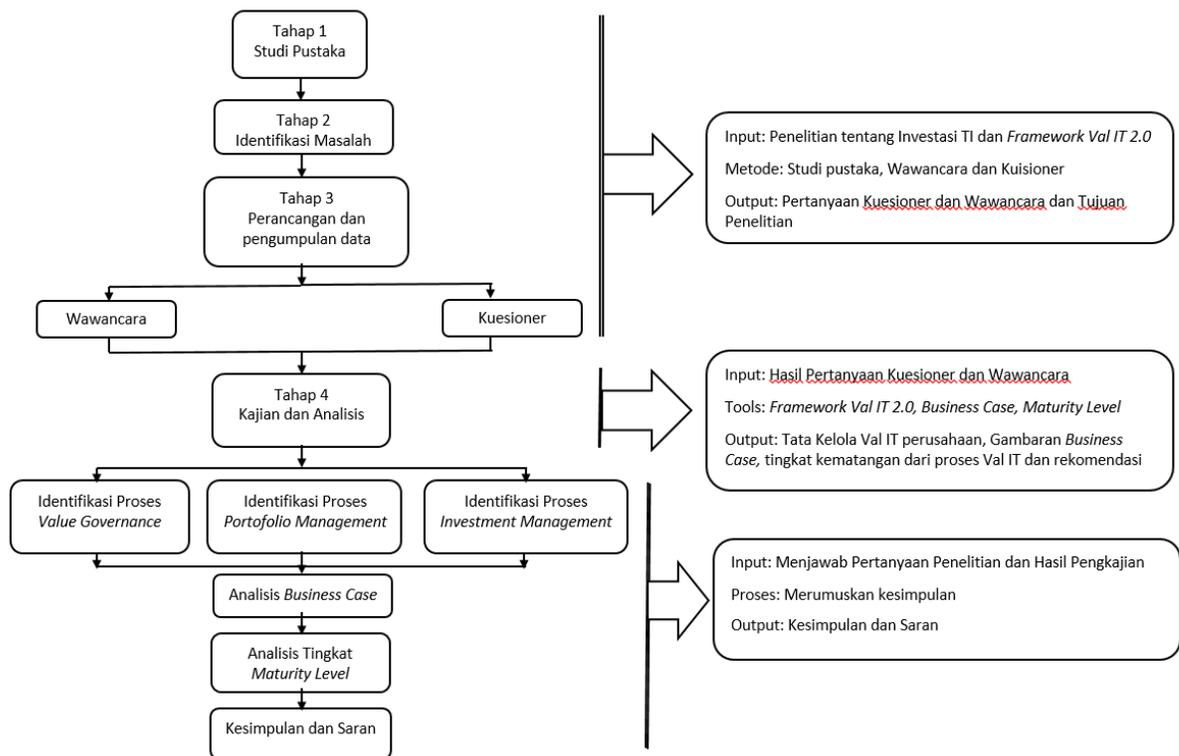 Tahap 1
Studi Pustaka
Tahap 2
Identifikasi Masalah
Tahap 3
Perancangan dan
pengumpulan data
Wawancara
Kuesioner
Tahap 4
Kajian dan Analisis
Identifikasi Proses
Value Governance
Identifikasi Proses
Portofolio Management
Identifikasi Proses
Investment Management
Analisis Business Case
Analisis Tingkat
Maturity Level
Kesimpulan dan Saran
Input: Penelitian tentang Investasi TI dan Framework Val IT 2.0
Metode: Studi pustaka, Wawancara dan Kuisioner
Output: Pertanyaan Kuesioner dan Wawancara dan Tujuan
Penelitian
Input: Hasil Pertanyaan Kuesioner dan Wawancara
Tools: Framework Val IT 2.0, Business Case, Maturity Level
Output: Tata Kelola Val IT perusahaan, Gambaran Business
Case, tingkat kematangan dari proses Val IT dan rekomendasi
Input: Menjawab Pertanyaan Penelitian dan Hasil Pengkajian
Proses: Merumuskan kesimpulan
Output: Kesimpulan dan Saran